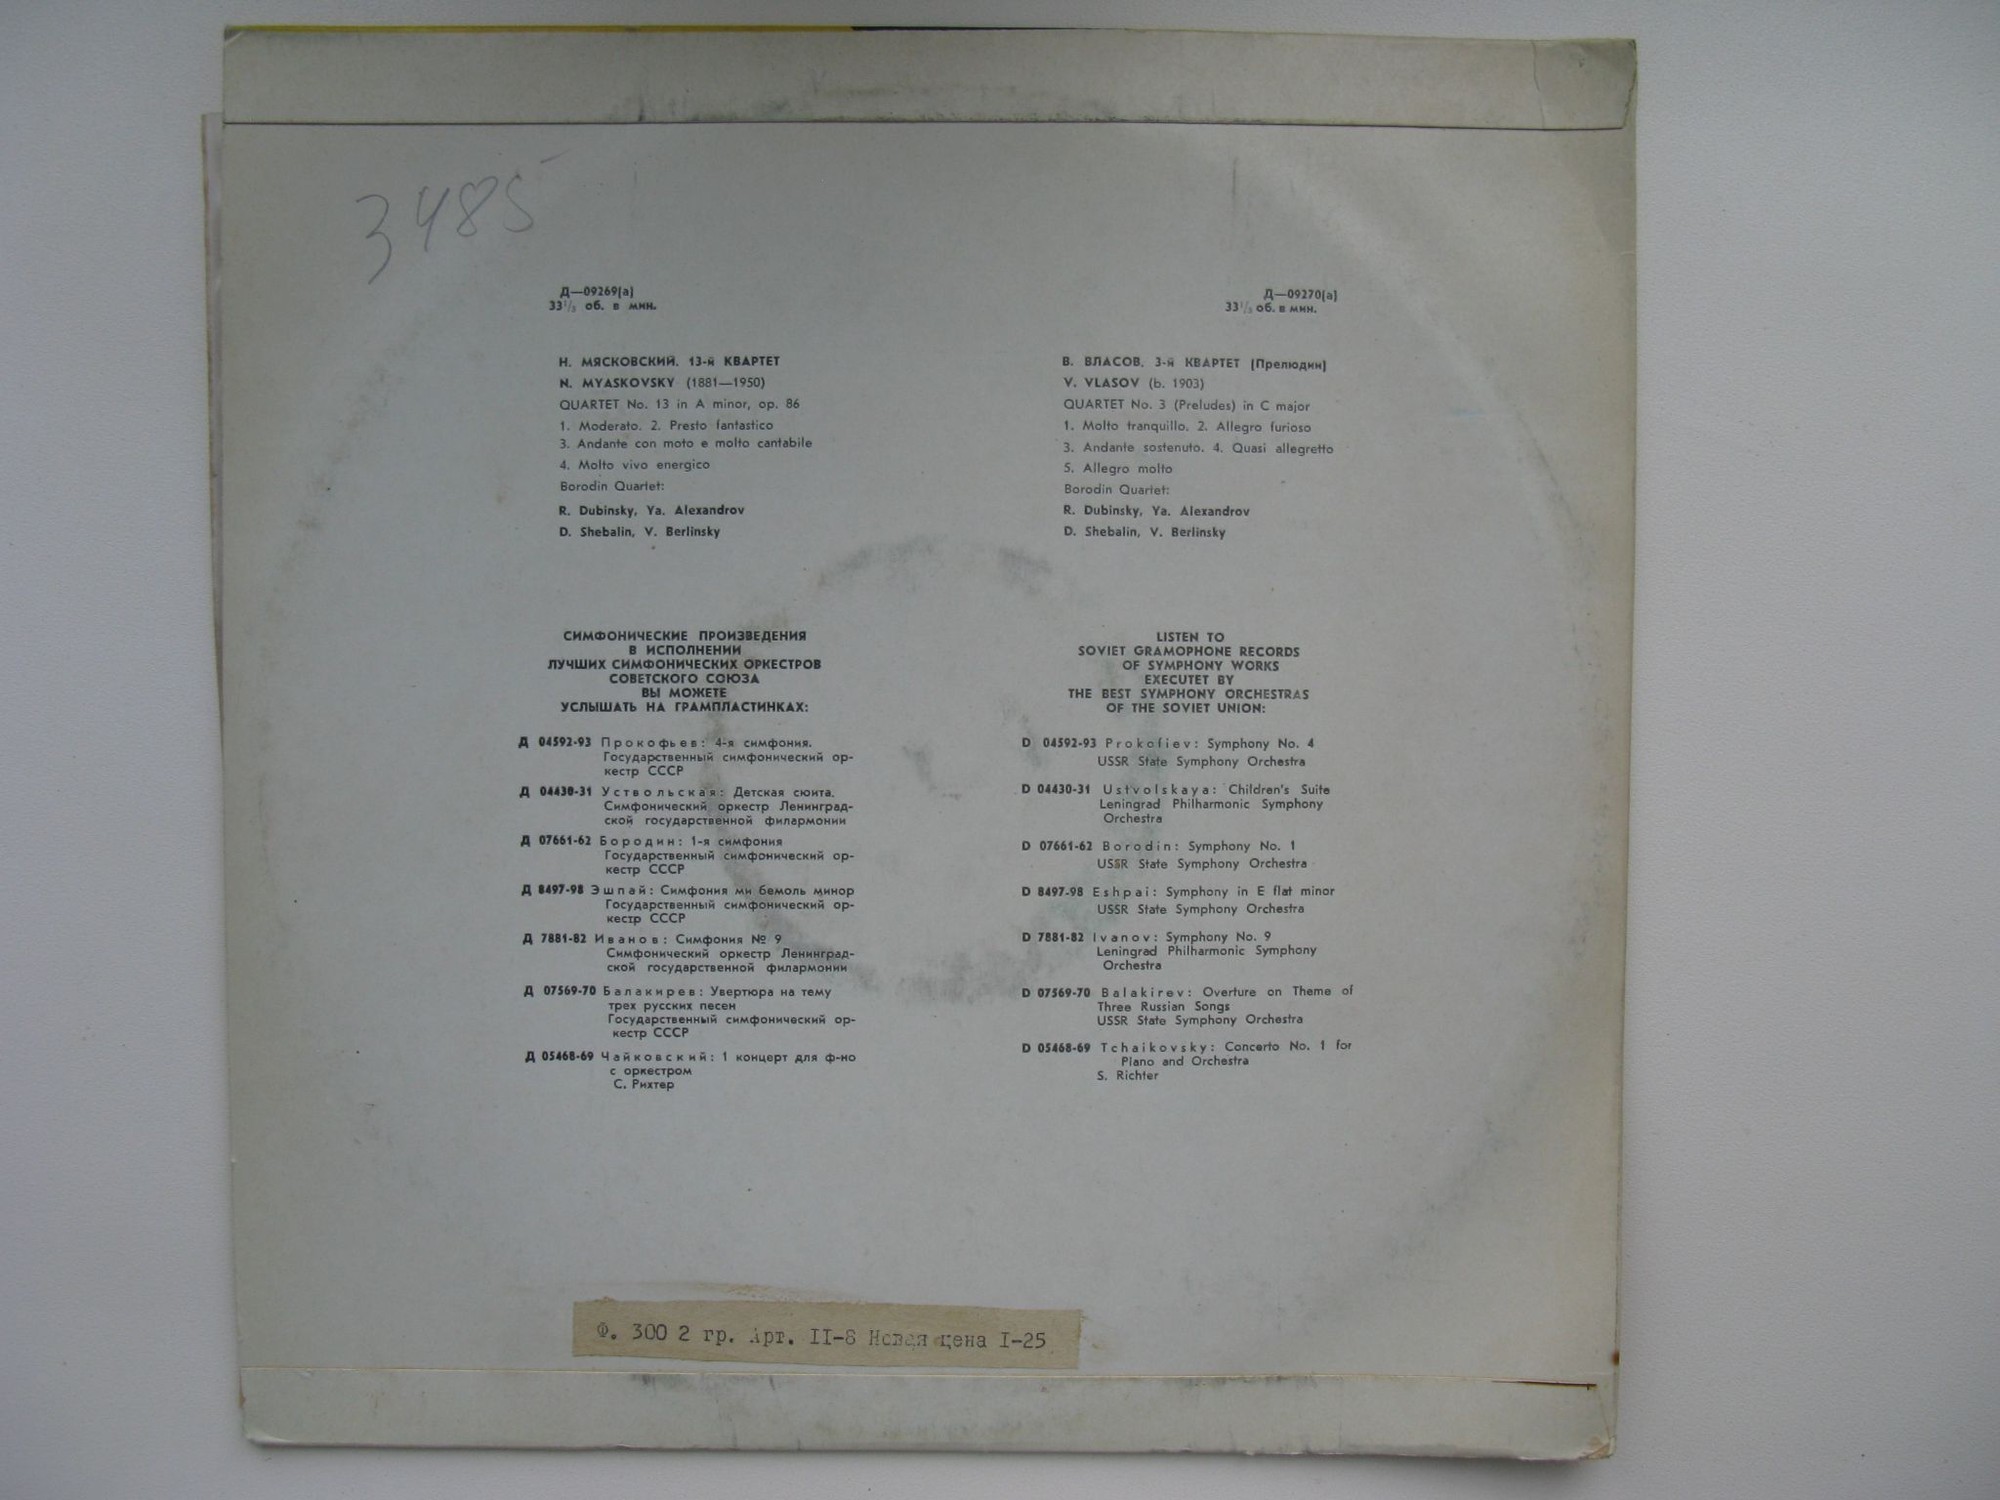 3485
Д—09269(а)
33⅓ об. в мин.
Н. МЯСКОВСКИЙ. 13-й КВАРТЕТ
N. MYASKOVSKY (1881—1950)
QUARTET No. 13 in A minor, op. 86
1. Moderato. 2. Presto fantastico
3. Andante con moto e molto cantabile
4. Molto vivo energico
Borodin Quartet:
R. Dubinsky, Ya. Alexandrov
D. Shebalin, V. Berlinsky
Д—09270(а)
33⅓ об. в мин.
В. ВЛАСОВ. 3-й КВАРТЕТ (Прелюдии)
V. VLASOV (b. 1903)
QUARTET No. 3 (Preludes) in C major
1. Molto tranquillo. 2. Allegro furioso
3. Andante sostenuto. 4. Quasi allegretto
5. Allegro molto
Borodin Quartet:
R. Dubinsky, Ya. Alexandrov
D. Shebalin, V. Berlinsky
СИМФОНИЧЕСКИЕ ПРОИЗВЕДЕНИЯ
В ИСПОЛНЕНИИ
ЛУЧШИХ СИМФОНИЧЕСКИХ ОРКЕСТРОВ
СОВЕТСКОГО СОЮЗА
ВЫ МОЖЕТЕ
УСЛЫШАТЬ НА ГРАМПЛАСТИНКАХ:
Д 04592-93 Прокофьев: 4-я симфония.
Государственный симфонический ор-
кестр СССР
Д 04430-31 Уствольская: Детская сюита.
Симфонический оркестр Ленинград-
ской государственной филармонии
Д 07661-62 Бородин: 1-я симфония
Государственный симфонический ор-
кестр СССР
Д 8497-98 Эшпай: Симфония ми бемоль минор
Государственный симфонический ор-
кестр СССР
Д 7881-82 Иванов: Симфония № 9
Симфонический оркестр Ленинград-
ской государственной филармонии
Д 07569-70 Балакирев: Увертюра на тему
трех русских песен
Государственный симфонический ор-
кестр СССР
Д 05468-69 Чайковский: 1 концерт для ф-но
с оркестром
С. Рихтер
LISTEN TO
SOVIET GRAMOPHONE RECORDS
OF SYMPHONY WORKS
EXECUTET BY
THE BEST SYMPHONY ORCHESTRAS
OF THE SOVIET UNION:
D 04592-93 Prokofiev: Symphony No. 4
USSR State Symphony Orchestra
D 04430-31 Ustvolskaya: Children's Suite
Leningrad Philharmonic Symphony
Orchestra
D 07661-62 Borodin: Symphony No. 1
USSR State Symphony Orchestra
D 8497-98 Eshpai: Symphony in E flat minor
USSR State Symphony Orchestra
D 7881-82 Ivanov: Symphony No. 9
Leningrad Philharmonic Symphony
Orchestra
D 07569-70 Balakirev: Overture on Theme of
Three Russian Songs
USSR State Symphony Orchestra
D 05468-69 Tchaikovsky: Concerto No. 1 for
Piano and Orchestra
S. Richter
Ф. 300 2 гр. Арт. II-8 Новая цена I-25